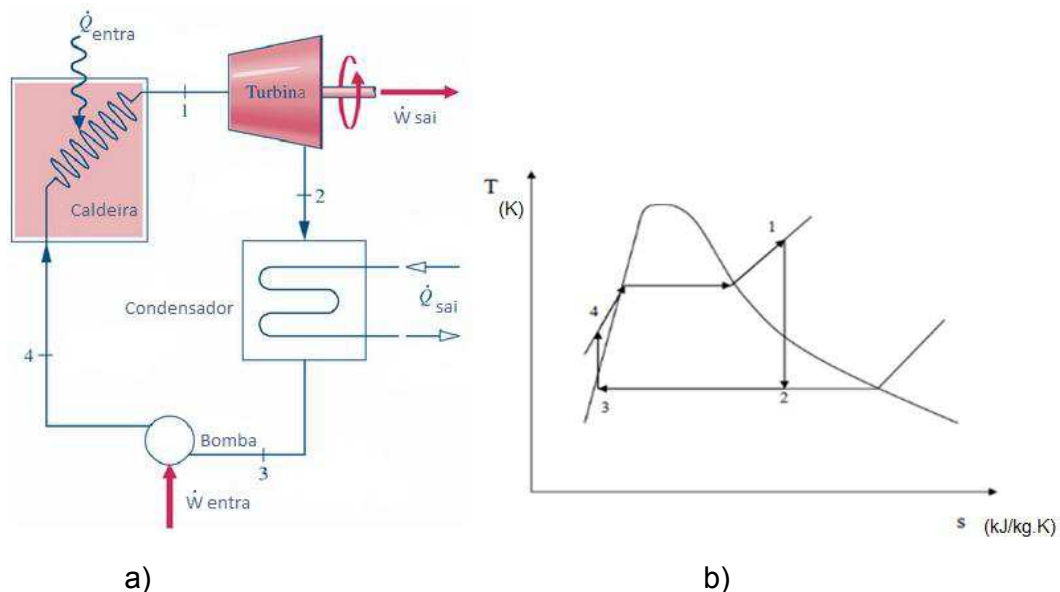 Q̇ entra
Turbina
1
Ẇ sai
2
Caldeira
Condensador
Q̇ sai
4
Bomba
3
Ẇ entra
a)
T
(K)
1
4
3
2
s (kJ/kg.K)
b)